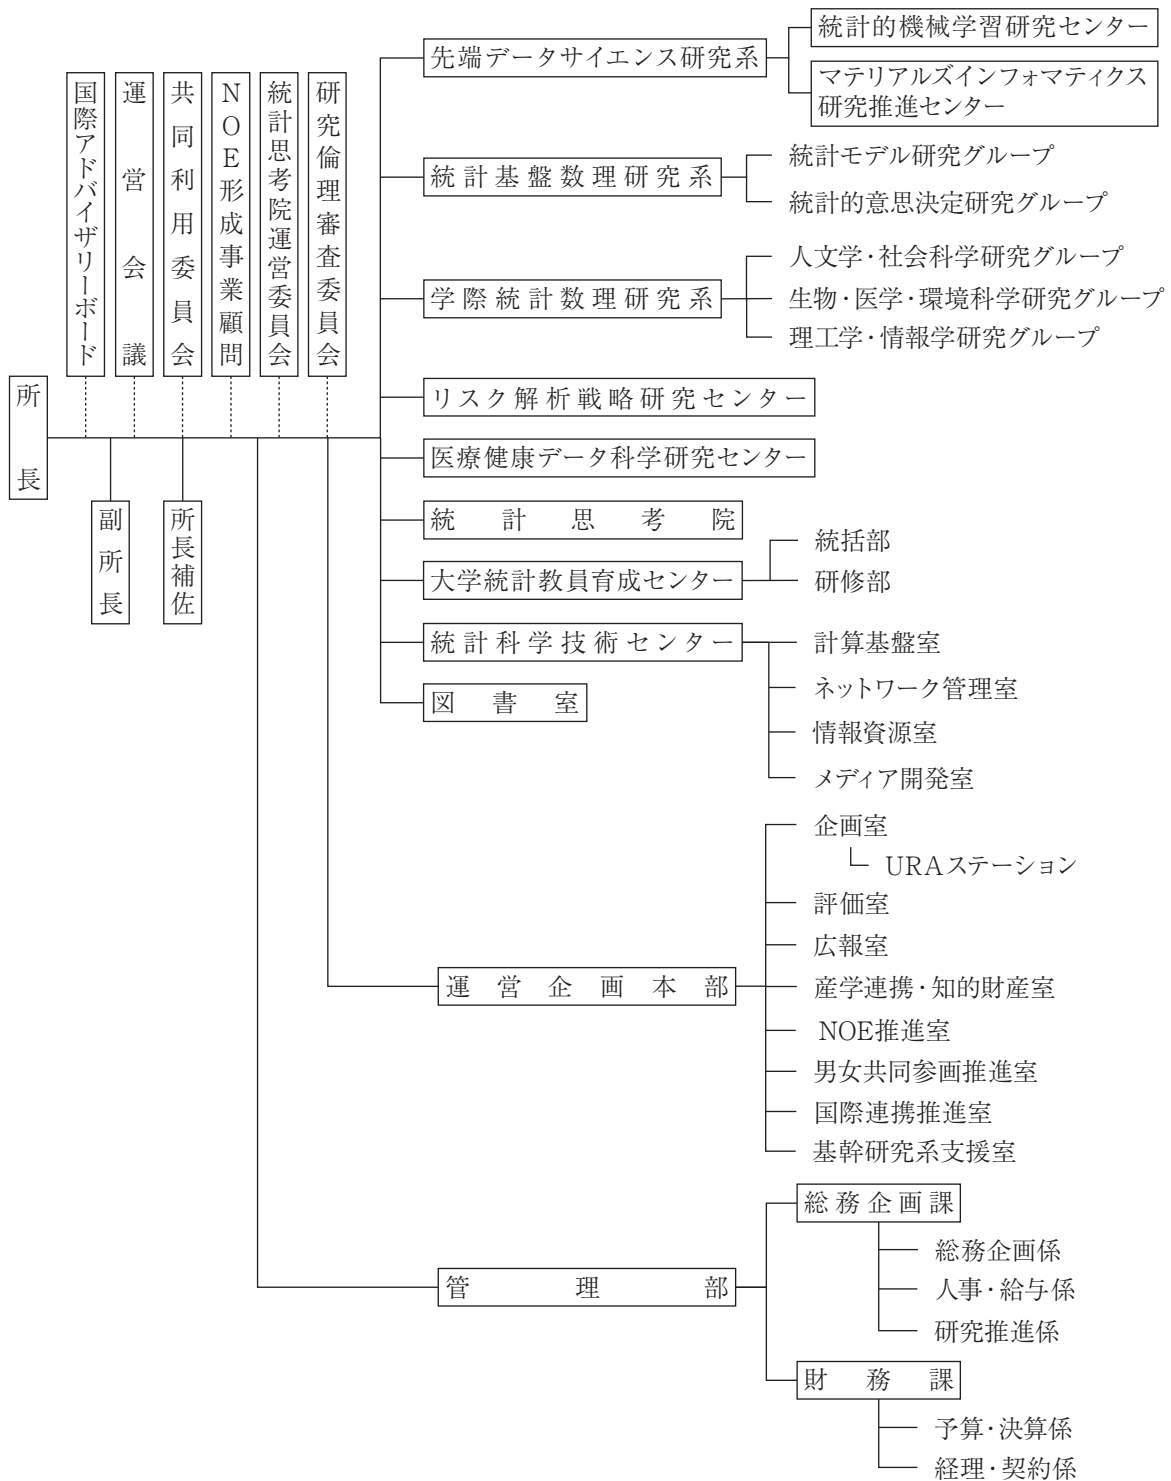 所長
国際アドバイザリーボード
運営会議
共同利用委員会
NOE形成事業顧問
統計思考院運営委員会
研究倫理審査委員会
副所長
所長補佐
先端データサイエンス研究系
統計的機械学習研究センター
マテリアルズインフォマティクス
研究推進センター
統計基盤数理研究系
統計モデル研究グループ
統計的意思決定研究グループ
学際統計数理研究系
人文学・社会科学研究グループ
生物・医学・環境科学研究グループ
理工学・情報学研究グループ
リスク解析戦略研究センター
医療健康データ科学研究センター
統計思考院
大学統計教員育成センター
統括部
研修部
統計科学技術センター
計算基盤室
ネットワーク管理室
情報資源室
メディア開発室
図書室
運営企画本部
企画室
URAステーション
評価室
広報室
産学連携・知的財産室
NOE推進室
男女共同参画推進室
国際連携推進室
基幹研究系支援室
管理部
総務企画課
総務企画係
人事・給与係
研究推進係
財務課
予算・決算係
経理・契約係